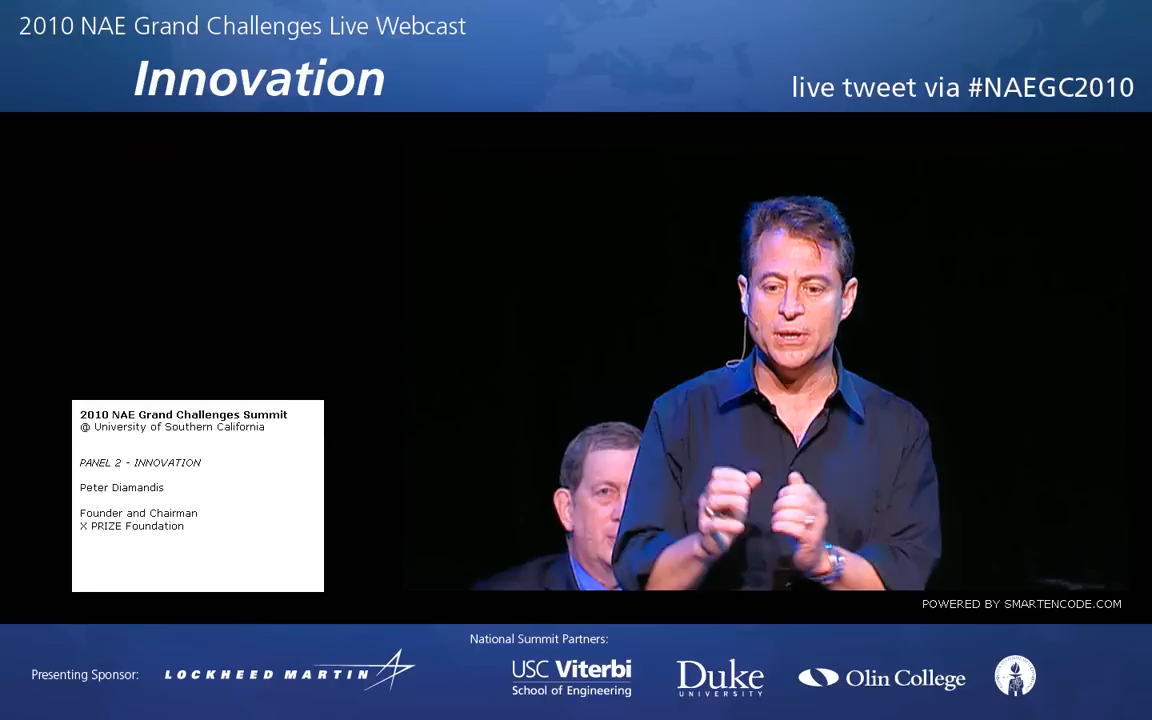 2010 NAE Grand Challenges Live Webcast
Innovation
live tweet via #NAEGC2010
2010 NAE Grand Challenges Summit
@ University of Southern California
PANEL 2 - INNOVATION
Peter Diamandis
Founder and Chairman
X PRIZE Foundation
POWERED BY SMARTENCODE.COM
National Summit Partners:
Presenting Sponsor:
LOCKHEED MARTIN
USC Viterbi
School of Engineering
Duke
UNIVERSITY
Olin College